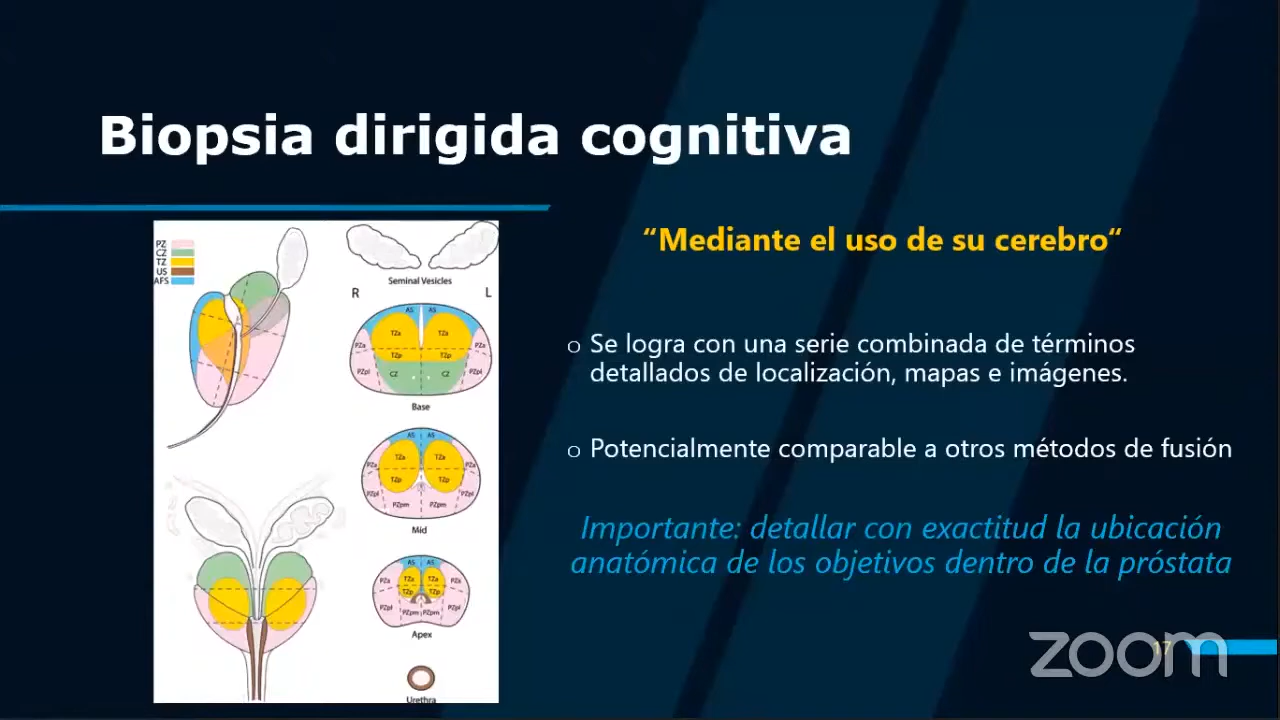 Biopsia dirigida cognitiva
“Mediante el uso de su cerebro“
o Se logra con una serie combinada de términos
detallados de localización, mapas e imágenes.
o Potencialmente comparable a otros métodos de fusión
Importante: detallar con exactitud la ubicación
anatómica de los objetivos dentro de la próstata
PZ
CZ
TZ
US
AFS
Seminal Vesicles
R L
AS AS
TZa TZa
PZa PZa
TZp TZp
PZpl CZ CZ PZpl
Base
AS AS
TZa TZa
PZa PZa
TZp TZp
PZpl PZpl
PZpm PZpm
Mid
AS AS
PZa TZa TZa PZa
TZp TZp
PZpl PZpm PZpm PZpl
Apex
Urethra
17
zoom